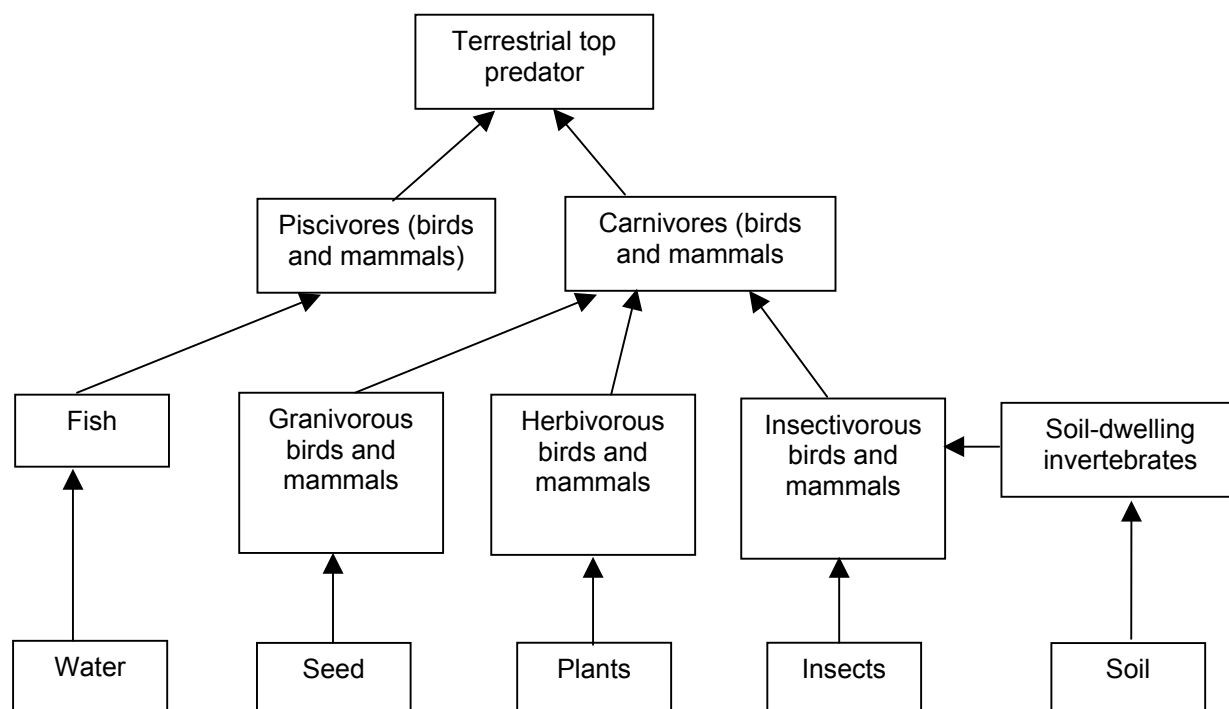 Terrestrial top
predator
Piscivores (birds
and mammals)
Carnivores (birds
and mammals
Fish
Granivorous
birds and
mammals
Herbivorous
birds and
mammals
Insectivorous
birds and
mammals
Soil-dwelling
invertebrates
Water
Seed
Plants
Insects
Soil